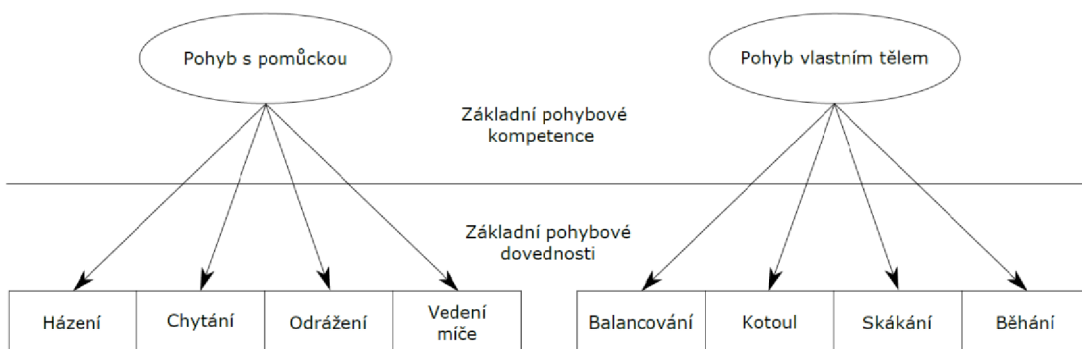 Pohyb s pomůckou
Pohyb vlastním tělem
Základní pohybové
kompetence
Základní pohybové
dovednosti
Házení
Chytání
Odrážení
Vedení
míče
Balancování
Kotoul
Skákání
Běhání